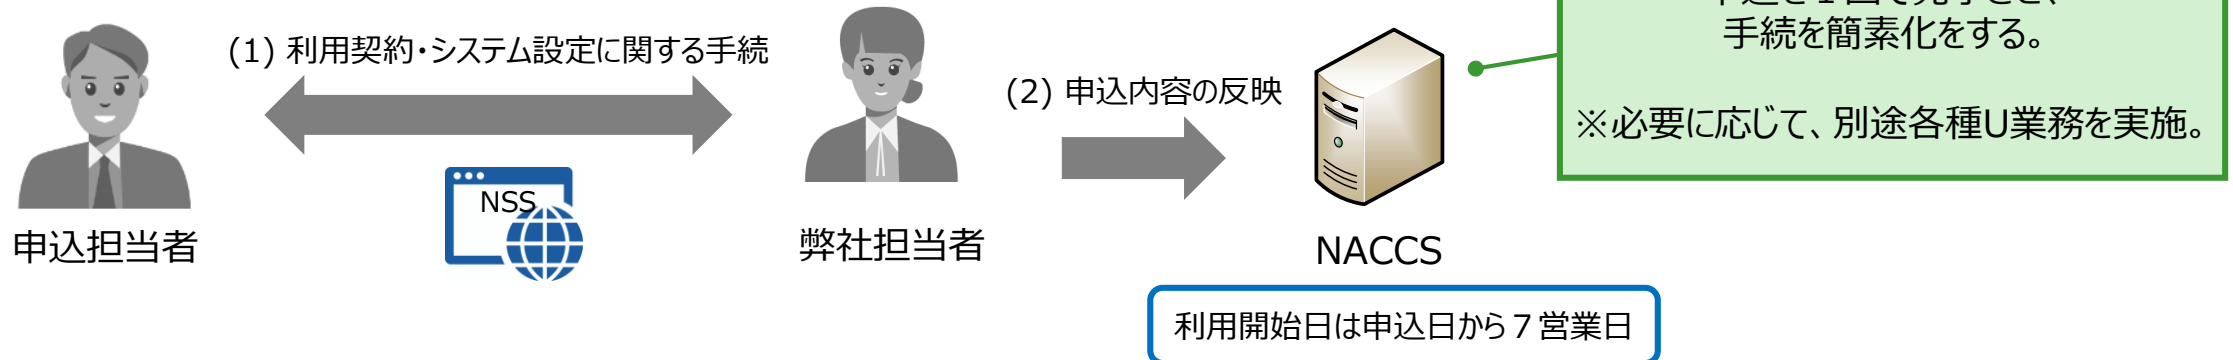 (1) 利用契約・システム設定に関する手続
NSS
申込担当者
弊社担当者
(2) 申込内容の反映
NACCS
利用開始日は申込日から７営業日
手続を簡素化をする。
※必要に応じて、別途各種U業務を実施。